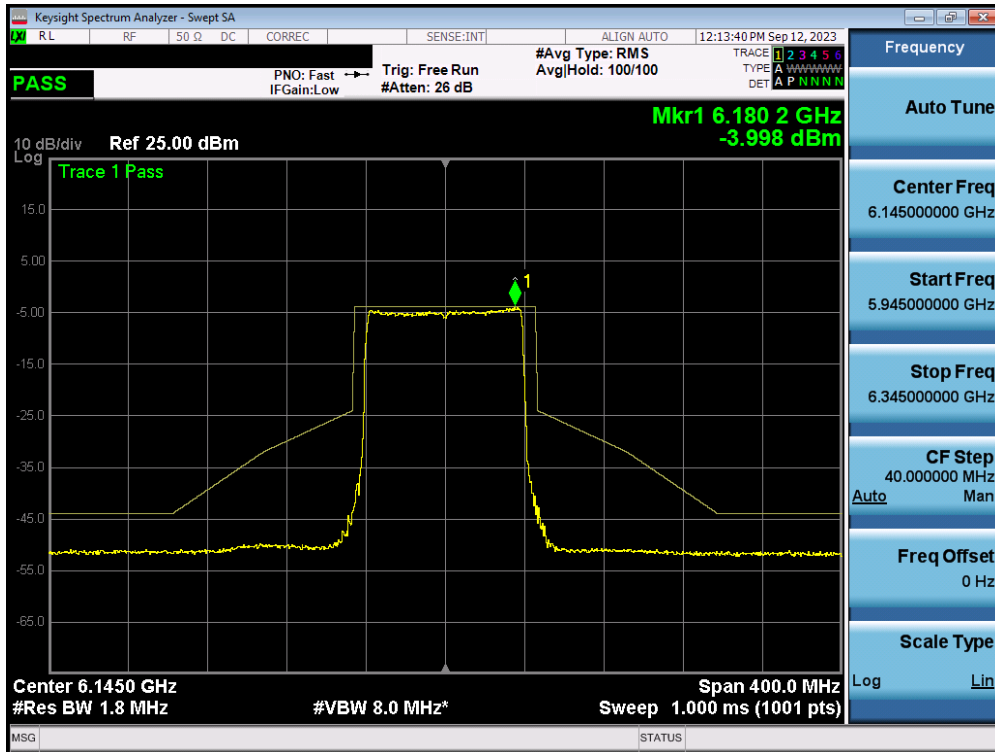 Keysight Spectrum Analyzer - Swept SA
LXI RL RF 50 Ω DC CORREC SENSE:INT ALIGN AUTO 12:13:40 PM Sep 12, 2023
PASS
PNO: Fast
IFGain:Low
Trig: Free Run
#Atten: 26 dB
#Avg Type: RMS
Avg|Hold: 100/100
TRACE 1 2 3 4 5 6
TYPE A WWWWW
DET A P N N N N
Mkr1 6.180 2 GHz
-3.998 dBm
10 dB/div Ref 25.00 dBm
Log
Trace 1 Pass
15.0
5.00
1
-5.00
-15.0
-25.0
-35.0
-45.0
-55.0
-65.0
Center 6.1450 GHz
Span 400.0 MHz
#Res BW 1.8 MHz
#VBW 8.0 MHz*
Sweep 1.000 ms (1001 pts)
MSG
STATUS
Frequency
Auto Tune
Center Freq
6.145000000 GHz
Start Freq
5.945000000 GHz
Stop Freq
6.345000000 GHz
CF Step
40.000000 MHz
Auto Man
Freq Offset
0 Hz
Scale Type
Log Lin